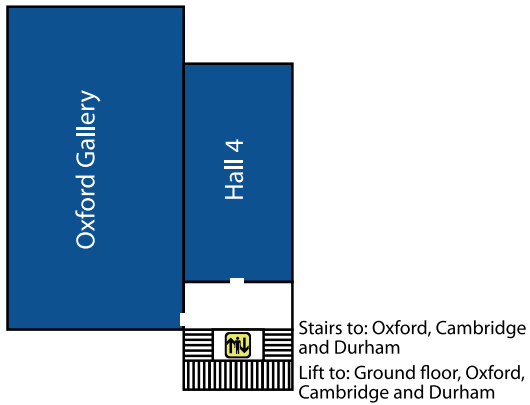 Oxford Gallery
Hall 4
Stairs to: Oxford, Cambridge
and Durham
Lift to: Ground floor, Oxford,
Cambridge and Durham